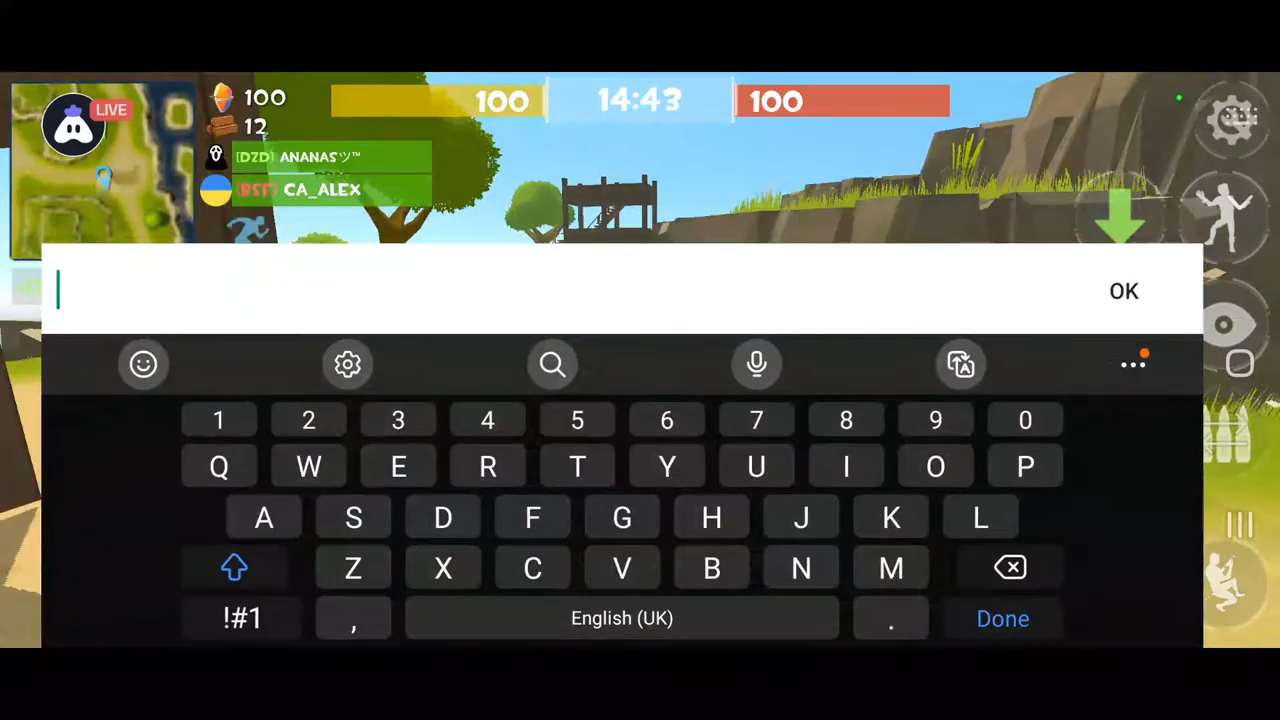 LIVE
100
12
100
14:43
100
[DZD] ANANASツ™
[RSF] CA_ALEX
OK
1 2 3 4 5 6 7 8 9 0
Q W E R T Y U I O P
A S D F G H J K L
Z X C V B N M
!#1 , English (UK) . Done